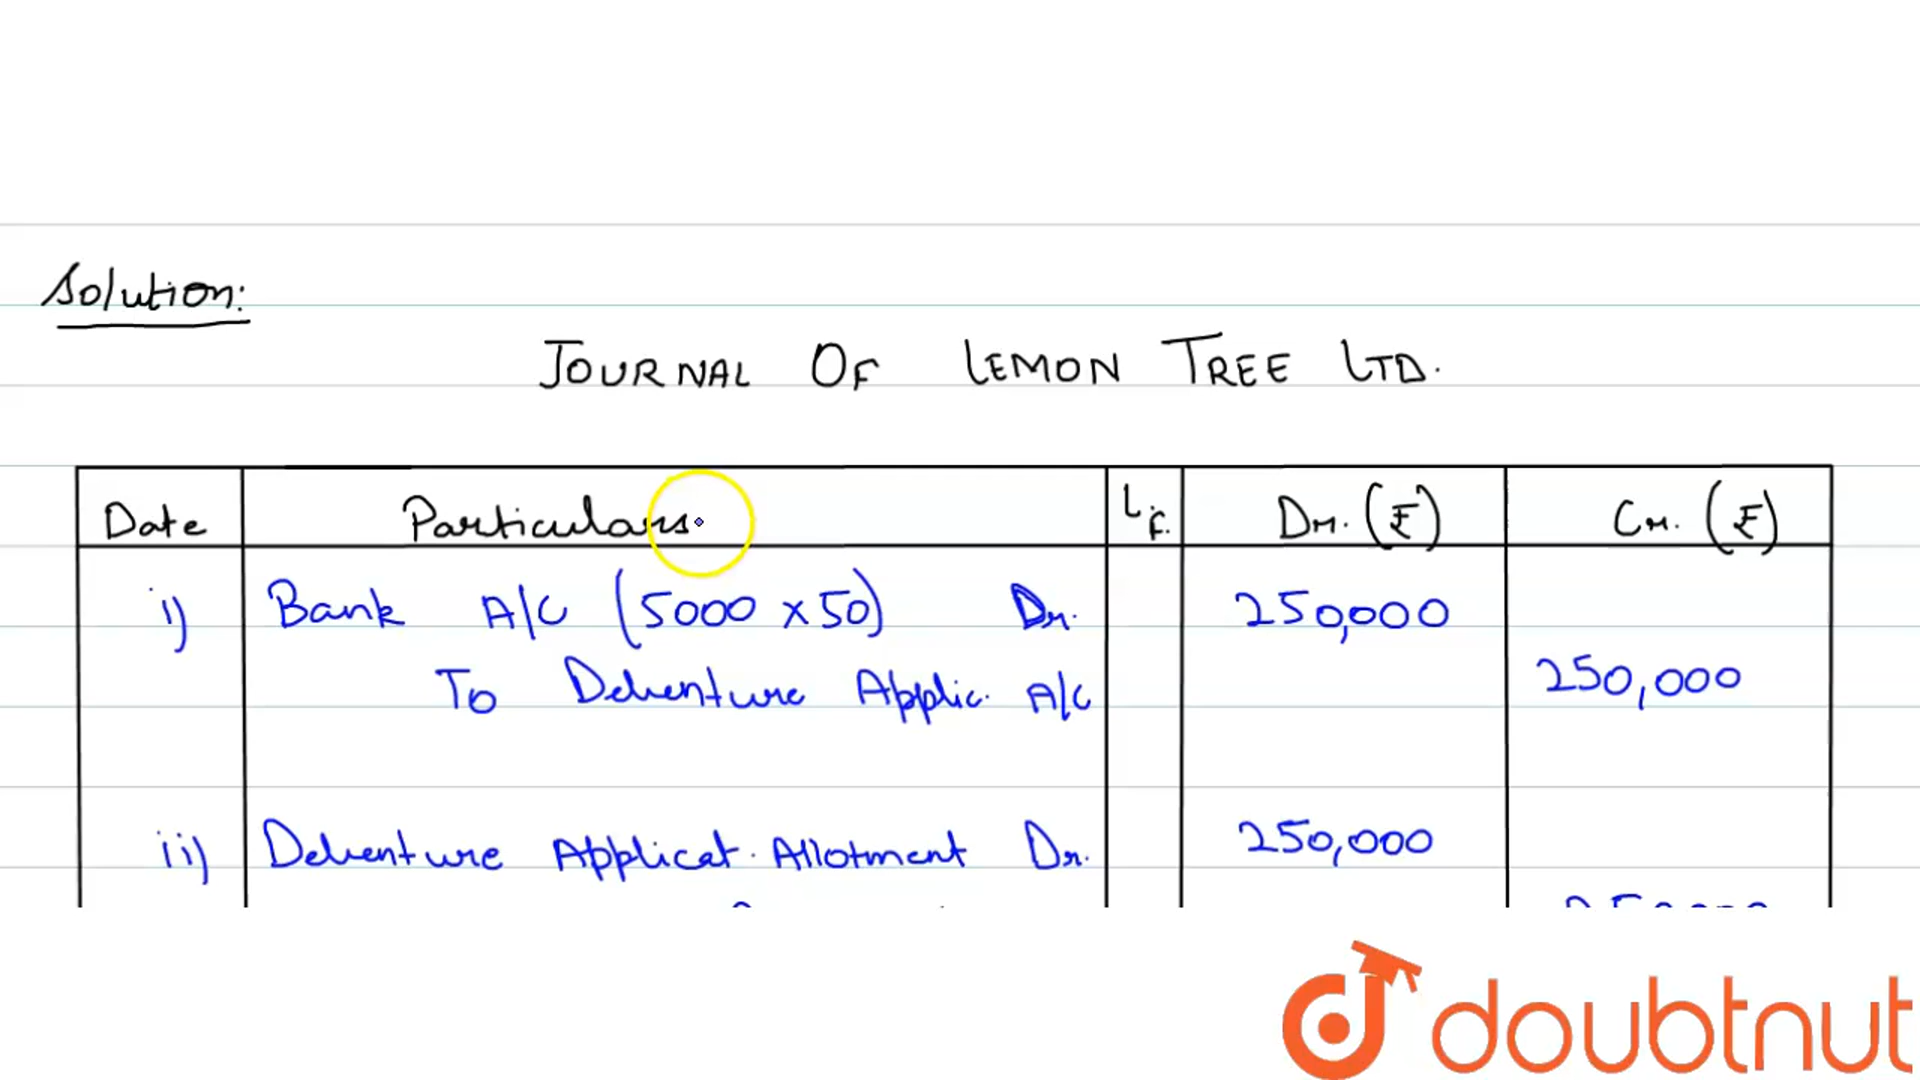 Solution:
JOURNAL OF LEMON TREE LTD.
Date Particulars. L.F. Dr. (₹) Cr. (₹)
i) Bank A/C (5000 x 50) Dr. 250,000
To Debenture Applic. A/C 250,000
ii) Debenture Applicat. Allotment Dr. 250,000
doubtnut